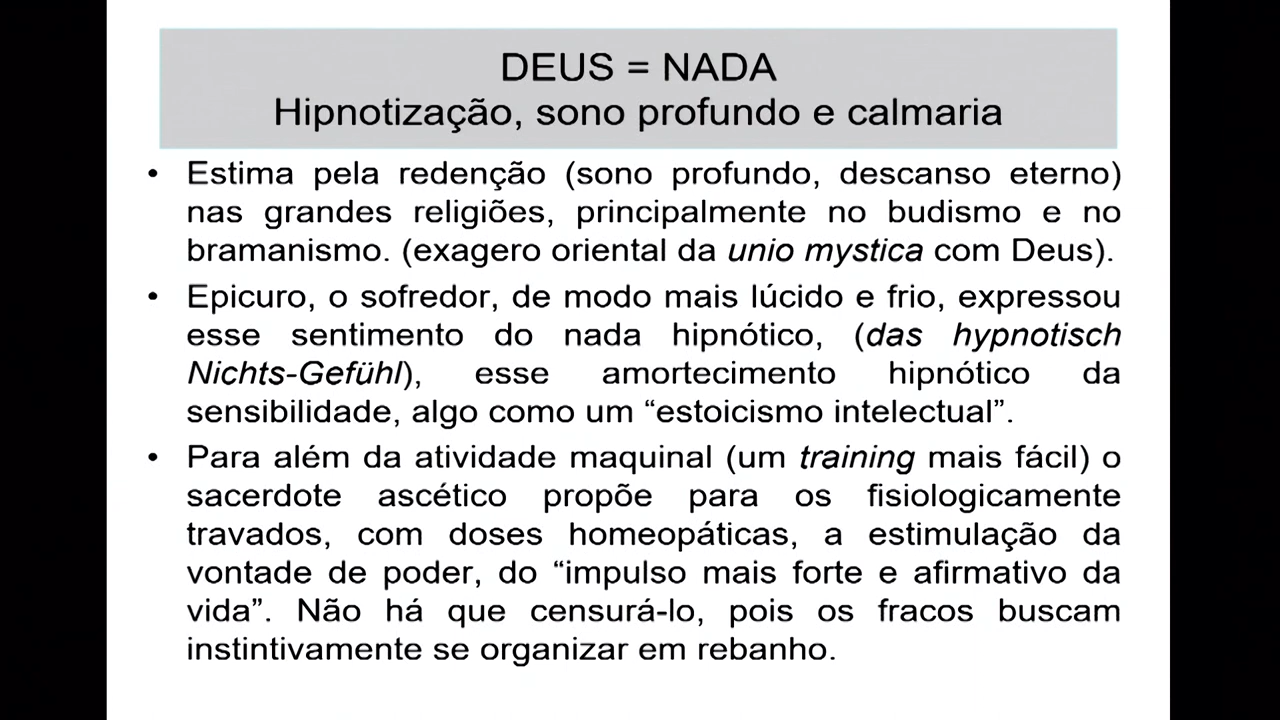 DEUS = NADA
Hipnotização, sono profundo e calmaria
• Estima pela redenção (sono profundo, descanso eterno)
nas grandes religiões, principalmente no budismo e no
bramanismo. (exagero oriental da unio mystica com Deus).
• Epicuro, o sofredor, de modo mais lúcido e frio, expressou
esse sentimento do nada hipnótico, (das hypnotisch
Nichts-Gefühl), esse amortecimento hipnótico da
sensibilidade, algo como um “estoicismo intelectual”.
• Para além da atividade maquinal (um training mais fácil) o
sacerdote ascético propõe para os fisiologicamente
travados, com doses homeopáticas, a estimulação da
vontade de poder, do “impulso mais forte e afirmativo da
vida”. Não há que censurá-lo, pois os fracos buscam
instintivamente se organizar em rebanho.